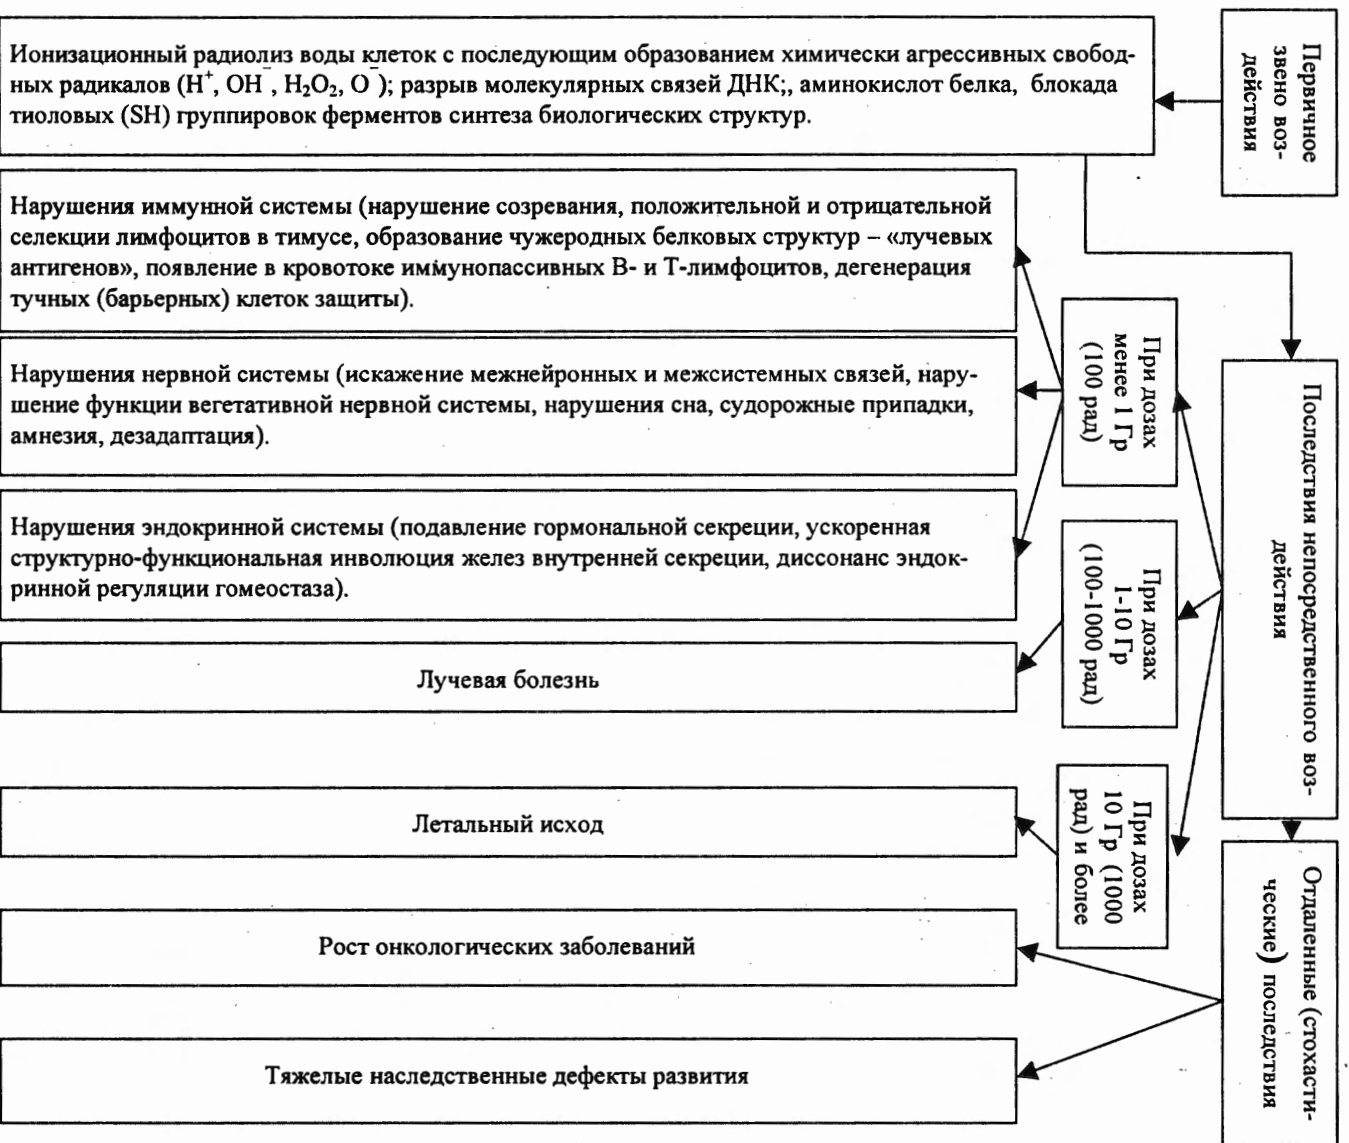 Первичное
звено воз-
действия
Ионизационный радиолиз воды клеток с последующим образованием химически агрессивных свобод-
ных радикалов (H⁺, OH⁻, H₂O₂, O⁻); разрыв молекулярных связей ДНК;, аминокислот белка, блокада
тиоловых (SH) группировок ферментов синтеза биологических структур.
Последствия непосредственного воз-
действия
При дозах
менее 1 Гр
(100 рад)
Нарушения иммунной системы (нарушение созревания, положительной и отрицательной
селекции лимфоцитов в тимусе, образование чужеродных белковых структур – «лучевых
антигенов», появление в кровотоке иммунопассивных В- и Т-лимфоцитов, дегенерация
тучных (барьерных) клеток защиты).
Нарушения нервной системы (искажение межнейронных и межсистемных связей, нару-
шение функции вегетативной нервной системы, нарушения сна, судорожные припадки,
амнезия, дезадаптация).
Нарушения эндокринной системы (подавление гормональной секреции, ускоренная
структурно-функциональная инволюция желез внутренней секреции, диссонанс эндок-
ринной регуляции гомеостаза).
При дозах
1-10 Гр
(100-1000 рад)
Лучевая болезнь
При дозах
10 Гр (1000
рад) и более
Летальный исход
Отдаленные (стохасти-
ческие) последствия
Рост онкологических заболеваний
Тяжелые наследственные дефекты развития